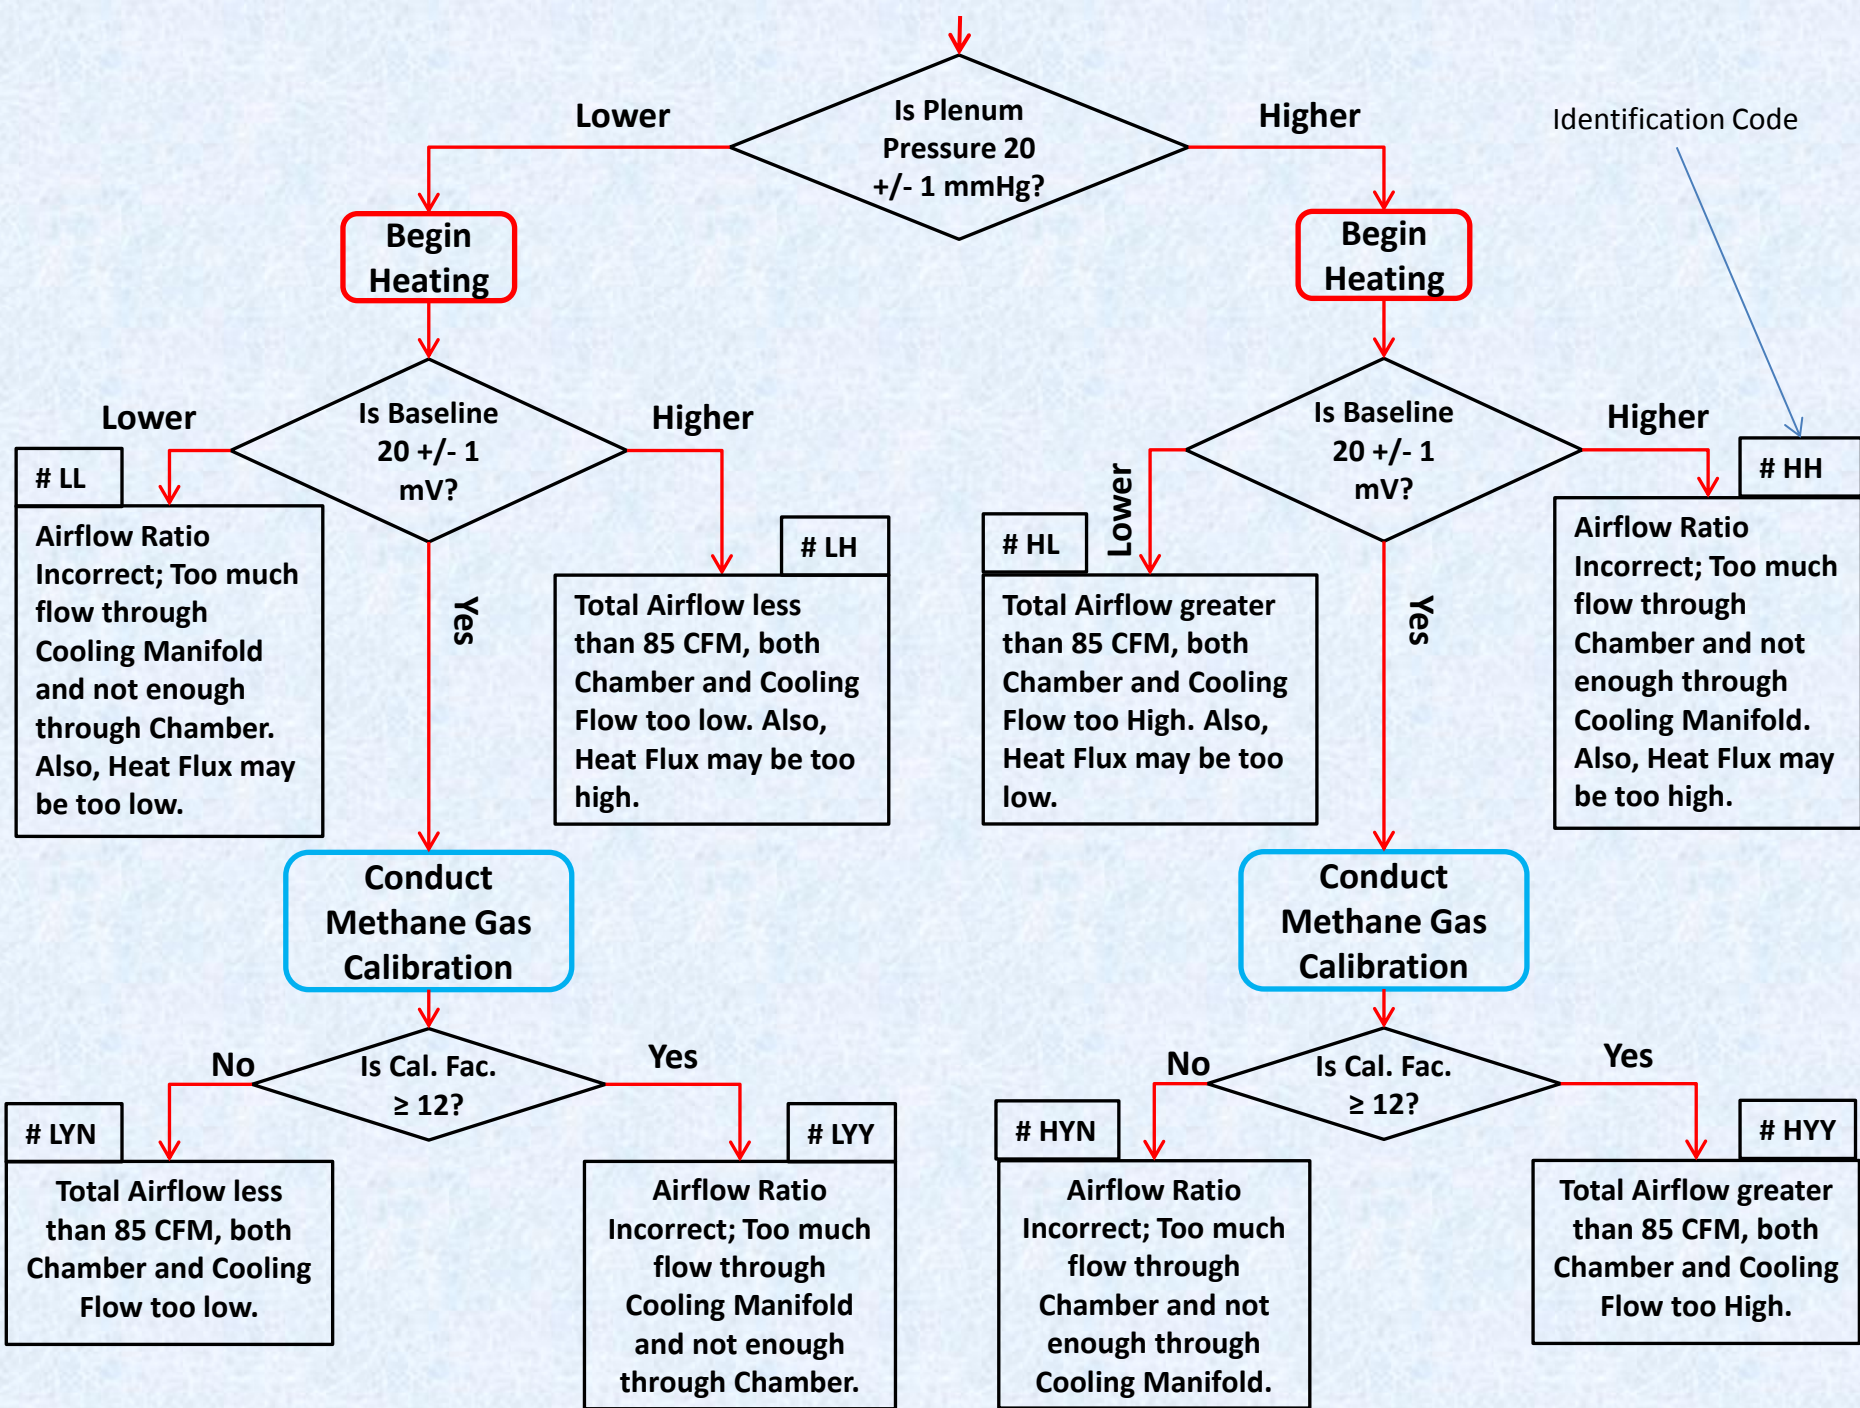 Is Plenum
Pressure 20
+/- 1 mmHg?
Lower
Higher
Identification Code
Begin
Heating
Begin
Heating
Is Baseline
20 +/- 1
mV?
Lower
Higher
Is Baseline
20 +/- 1
mV?
Lower
Higher
# LL
Airflow Ratio
Incorrect; Too much
flow through
Cooling Manifold
and not enough
through Chamber.
Also, Heat Flux may
be too low.
Yes
# LH
Total Airflow less
than 85 CFM, both
Chamber and Cooling
Flow too low. Also,
Heat Flux may be too
high.
# HL
Total Airflow greater
than 85 CFM, both
Chamber and Cooling
Flow too High. Also,
Heat Flux may be too
low.
Yes
# HH
Airflow Ratio
Incorrect; Too much
flow through
Chamber and not
enough through
Cooling Manifold.
Also, Heat Flux may
be too high.
Conduct
Methane Gas
Calibration
Conduct
Methane Gas
Calibration
Is Cal. Fac.
≥ 12?
No
Yes
Is Cal. Fac.
≥ 12?
No
Yes
# LYN
Total Airflow less
than 85 CFM, both
Chamber and Cooling
Flow too low.
# LYY
Airflow Ratio
Incorrect; Too much
flow through
Cooling Manifold
and not enough
through Chamber.
# HYN
Airflow Ratio
Incorrect; Too much
flow through
Chamber and not
enough through
Cooling Manifold.
# HYY
Total Airflow greater
than 85 CFM, both
Chamber and Cooling
Flow too High.